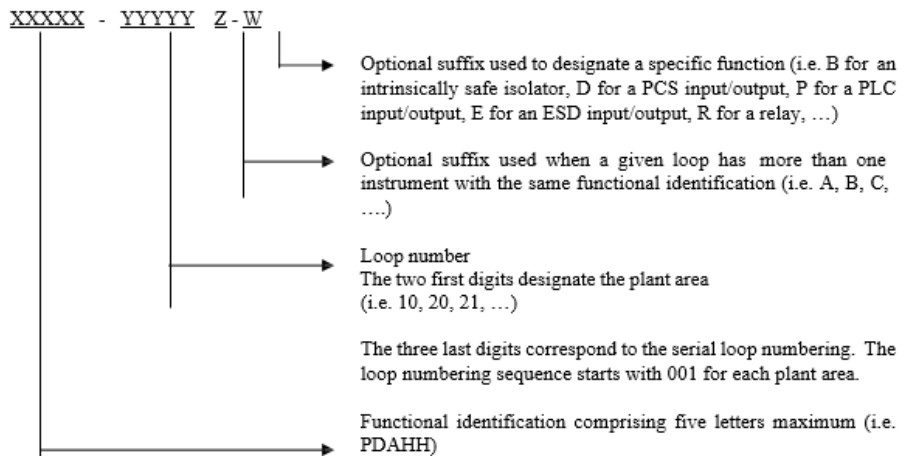 XXXXX - YYYYY Z - W
Optional suffix used to designate a specific function (i.e. B for an
intrinsically safe isolator, D for a PCS input/output, P for a PLC
input/output, E for an ESD input/output, R for a relay, …)
Optional suffix used when a given loop has more than one
instrument with the same functional identification (i.e. A, B, C,
….)
Loop number
The two first digits designate the plant area
(i.e. 10, 20, 21, …)
The three last digits correspond to the serial loop numbering. The
loop numbering sequence starts with 001 for each plant area.
Functional identification comprising five letters maximum (i.e.
PDAHH)